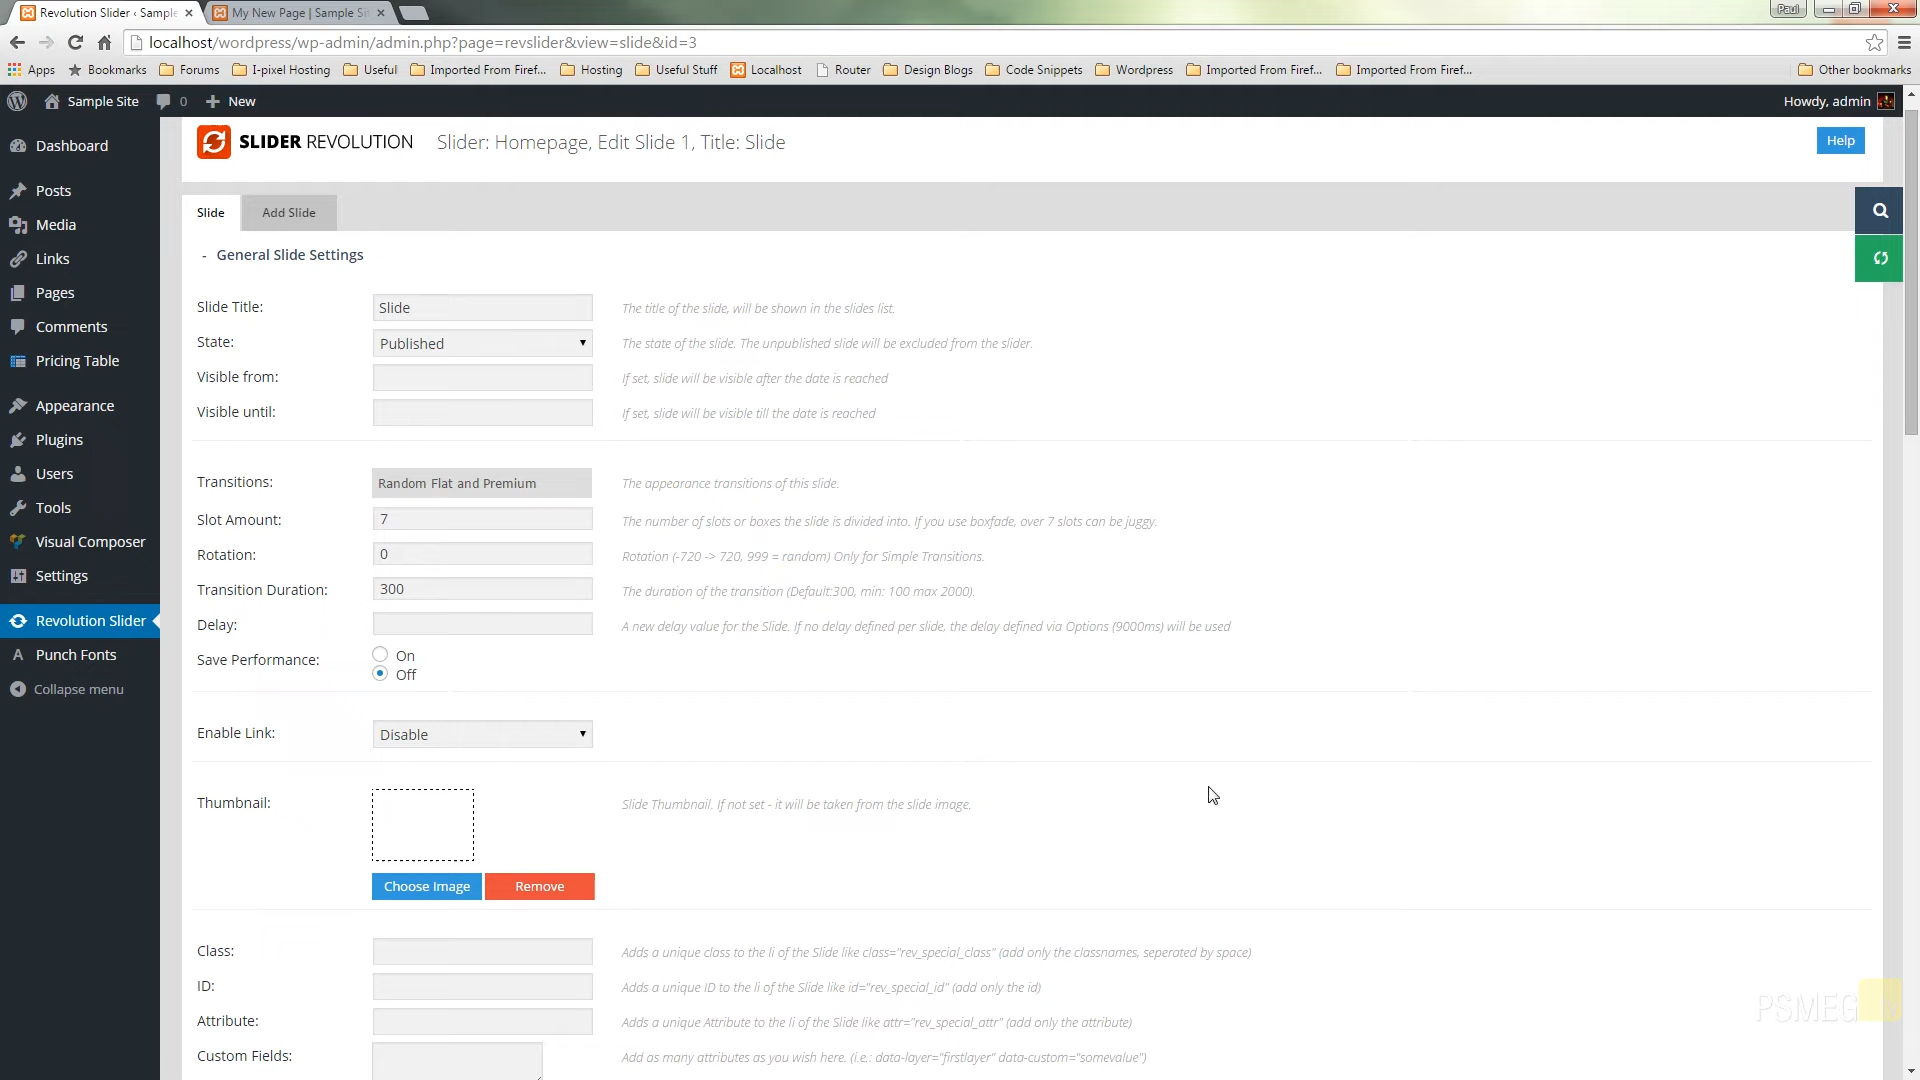 Revolution Slider ‹ Sample
My New Page | Sample Si
Paul
localhost/wordpress/wp-admin/admin.php?page=revslider&view=slide&id=3
Apps Bookmarks Forums I-pixel Hosting Useful Imported From Firef... Hosting Useful Stuff Localhost Router Design Blogs Code Snippets Wordpress Imported From Firef... Imported From Firef... Other bookmarks
Sample Site 0 New Howdy, admin
SLIDER REVOLUTION Slider: Homepage, Edit Slide 1, Title: Slide Help
Dashboard
Posts
Media
Links
Pages
Comments
Pricing Table
Appearance
Plugins
Users
Tools
Visual Composer
Settings
Revolution Slider
Punch Fonts
Collapse menu
Slide Add Slide
- General Slide Settings
Slide Title: Slide The title of the slide, will be shown in the slides list.
State: Published The state of the slide. The unpublished slide will be excluded from the slider.
Visible from: If set, slide will be visible after the date is reached
Visible until: If set, slide will be visible till the date is reached
Transitions: Random Flat and Premium The appearance transitions of this slide.
Slot Amount: 7 The number of slots or boxes the slide is divided into. If you use boxfade, over 7 slots can be juggy.
Rotation: 0 Rotation (-720 -> 720, 999 = random) Only for Simple Transitions.
Transition Duration: 300 The duration of the transition (Default:300, min: 100 max 2000).
Delay: A new delay value for the Slide. If no delay defined per slide, the delay defined via Options (9000ms) will be used
Save Performance: On
Off
Enable Link: Disable
Thumbnail: Slide Thumbnail. If not set - it will be taken from the slide image.
Choose Image Remove
Class: Adds a unique class to the li of the Slide like class="rev_special_class" (add only the classnames, seperated by space)
ID: Adds a unique ID to the li of the Slide like id="rev_special_id" (add only the id)
Attribute: Adds a unique Attribute to the li of the Slide like attr="rev_special_attr" (add only the attribute)
Custom Fields: Add as many attributes as you wish here. (i.e.: data-layer="firstlayer" data-custom="somevalue")